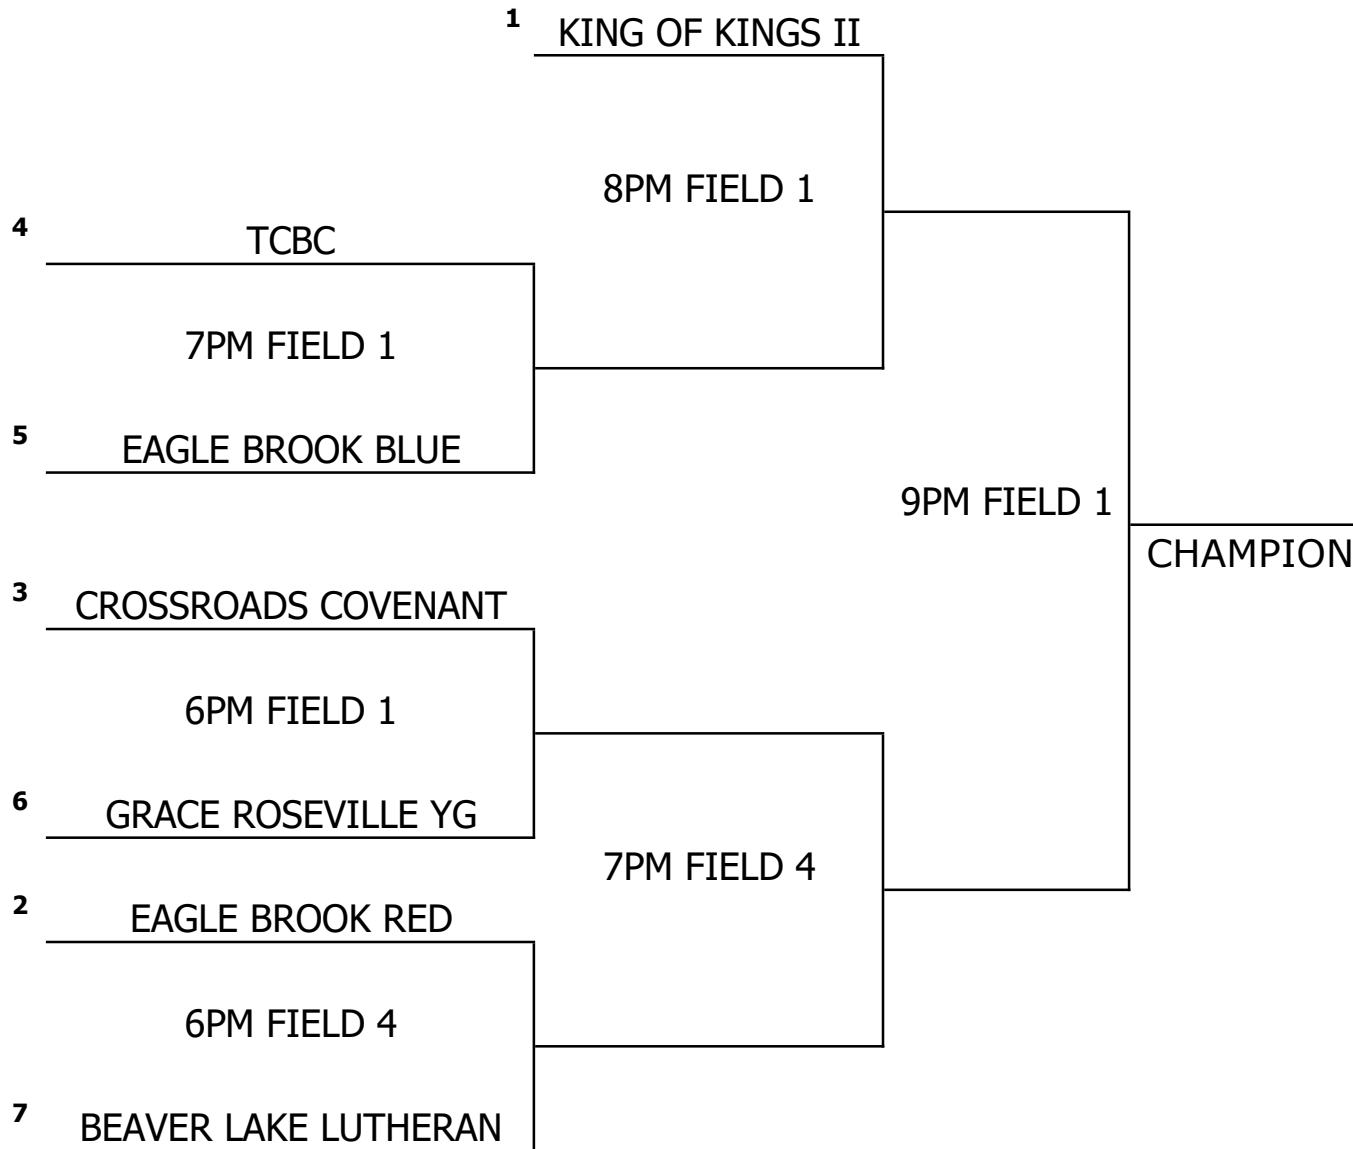 1
KING OF KINGS II
8PM FIELD 1
4
TCBC
7PM FIELD 1
5
EAGLE BROOK BLUE
9PM FIELD 1
CHAMPION
3
CROSSROADS COVENANT
6PM FIELD 1
6
GRACE ROSEVILLE YG
7PM FIELD 4
2
EAGLE BROOK RED
6PM FIELD 4
7
BEAVER LAKE LUTHERAN